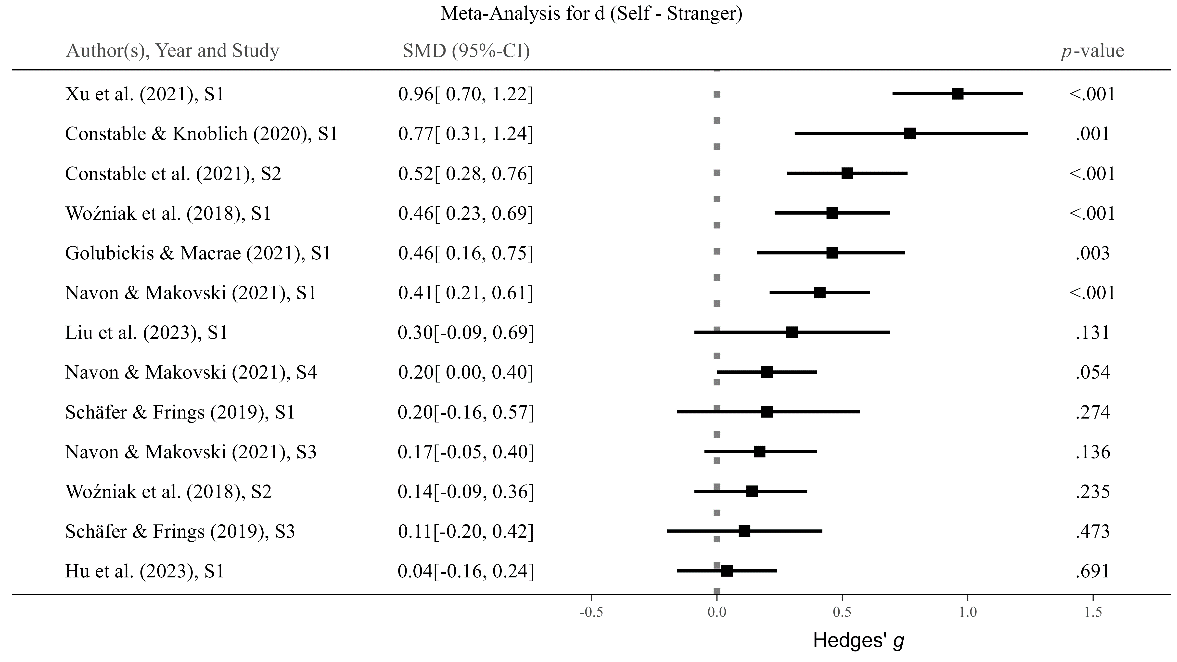 Meta-Analysis for d (Self - Stranger)
Author(s), Year and Study SMD (95%-CI) p-value
Xu et al. (2021), S1 0.96[ 0.70, 1.22] <.001
Constable & Knoblich (2020), S1 0.77[ 0.31, 1.24] .001
Constable et al. (2021), S2 0.52[ 0.28, 0.76] <.001
Woźniak et al. (2018), S1 0.46[ 0.23, 0.69] <.001
Golubickis & Macrae (2021), S1 0.46[ 0.16, 0.75] .003
Navon & Makovski (2021), S1 0.41[ 0.21, 0.61] <.001
Liu et al. (2023), S1 0.30[-0.09, 0.69] .131
Navon & Makovski (2021), S4 0.20[ 0.00, 0.40] .054
Schäfer & Frings (2019), S1 0.20[-0.16, 0.57] .274
Navon & Makovski (2021), S3 0.17[-0.05, 0.40] .136
Woźniak et al. (2018), S2 0.14[-0.09, 0.36] .235
Schäfer & Frings (2019), S3 0.11[-0.20, 0.42] .473
Hu et al. (2023), S1 0.04[-0.16, 0.24] .691
-0.5 0.0 0.5 1.0 1.5
Hedges' g